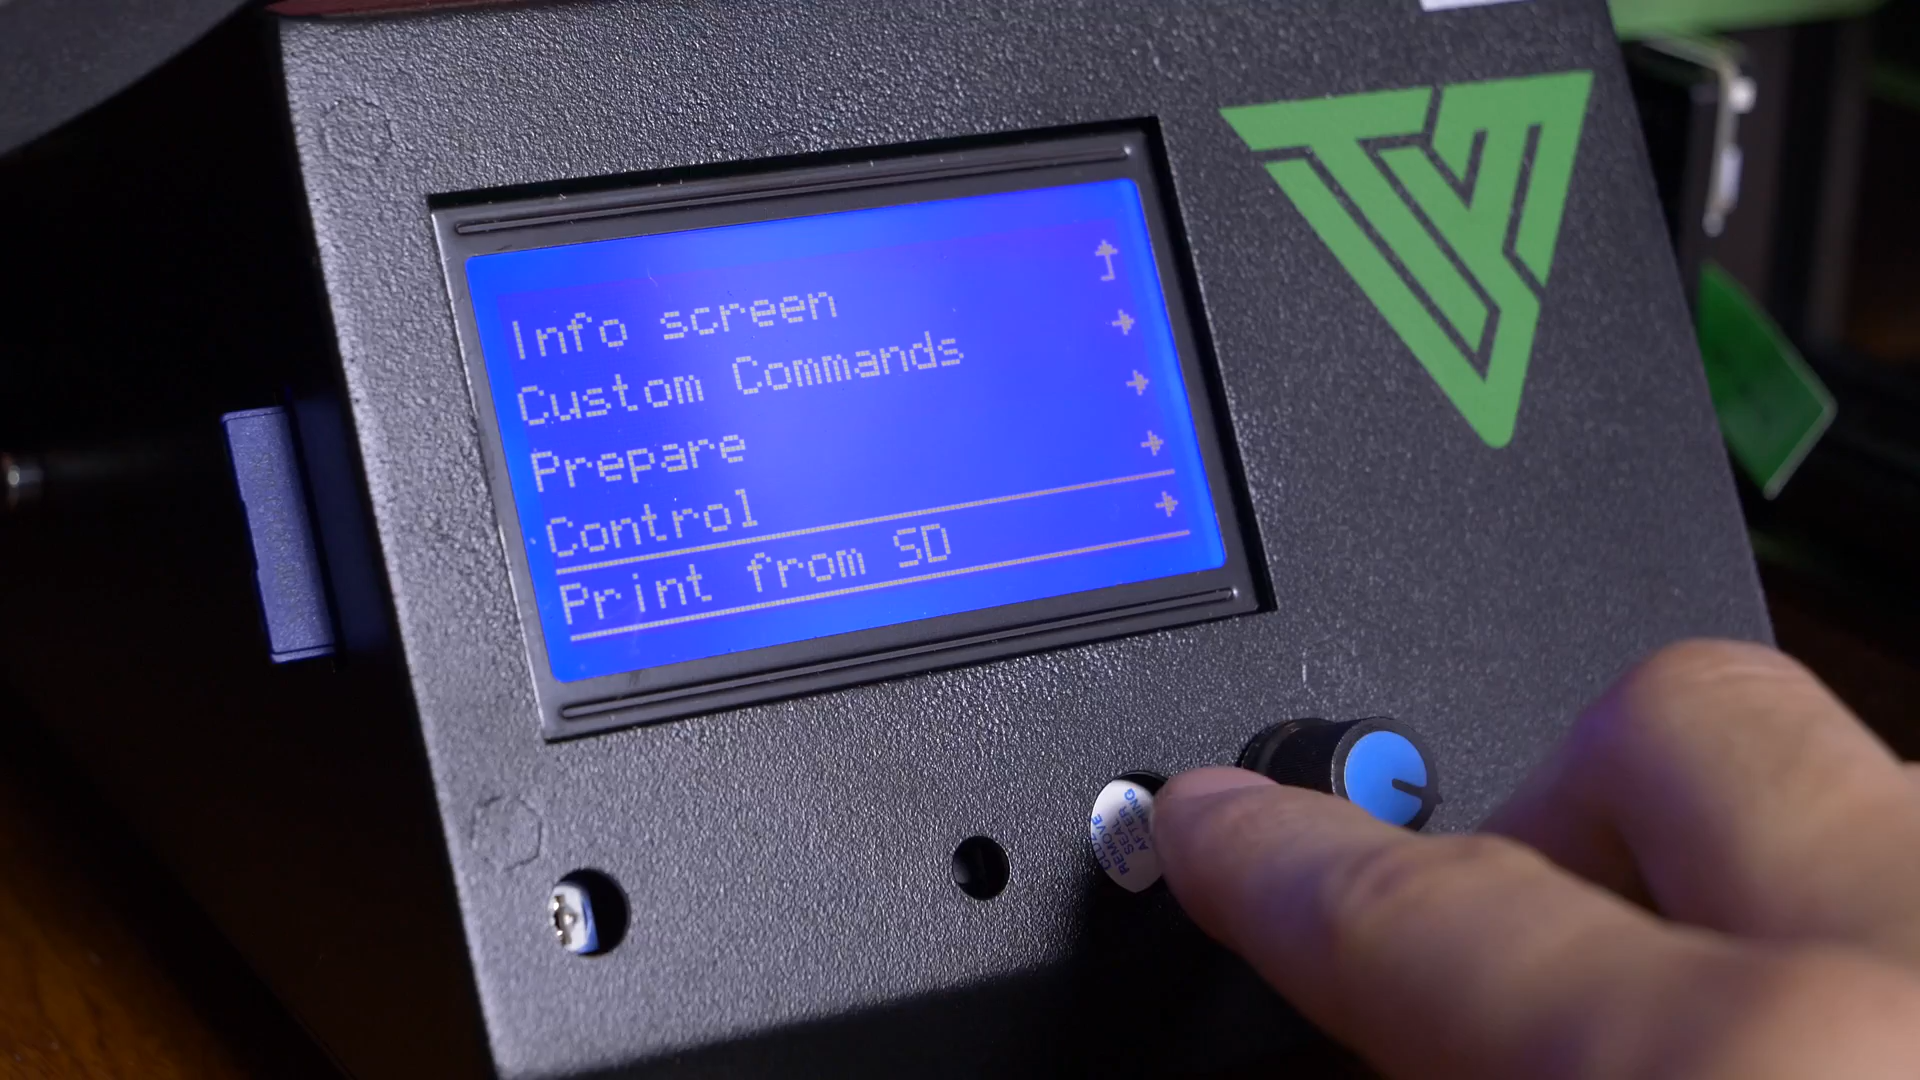 Info screen
Custom Commands
Prepare
Control
Print from SD
REMOVE
SEAL
AFTER